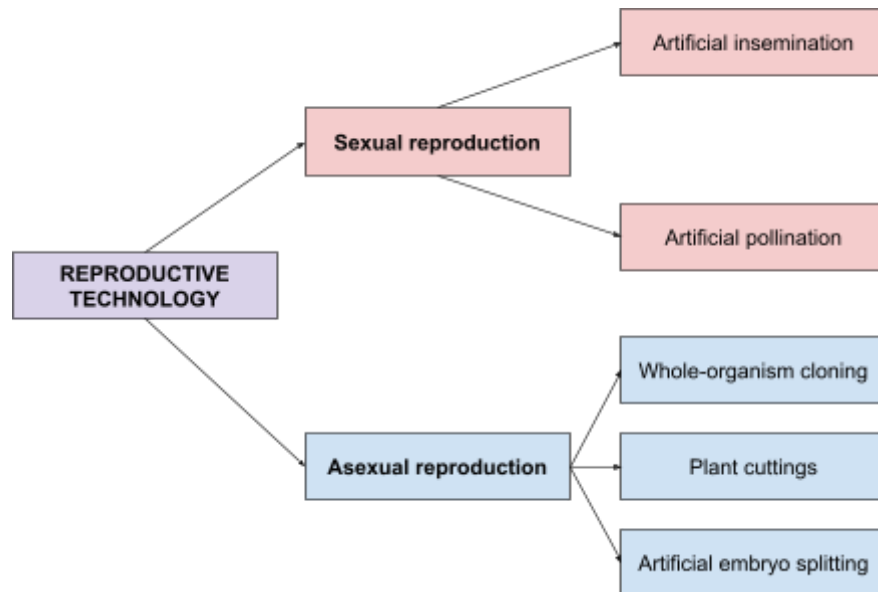 Artificial insemination
Sexual reproduction
Artificial pollination
REPRODUCTIVE
TECHNOLOGY
Whole-organism cloning
Asexual reproduction
Plant cuttings
Artificial embryo splitting